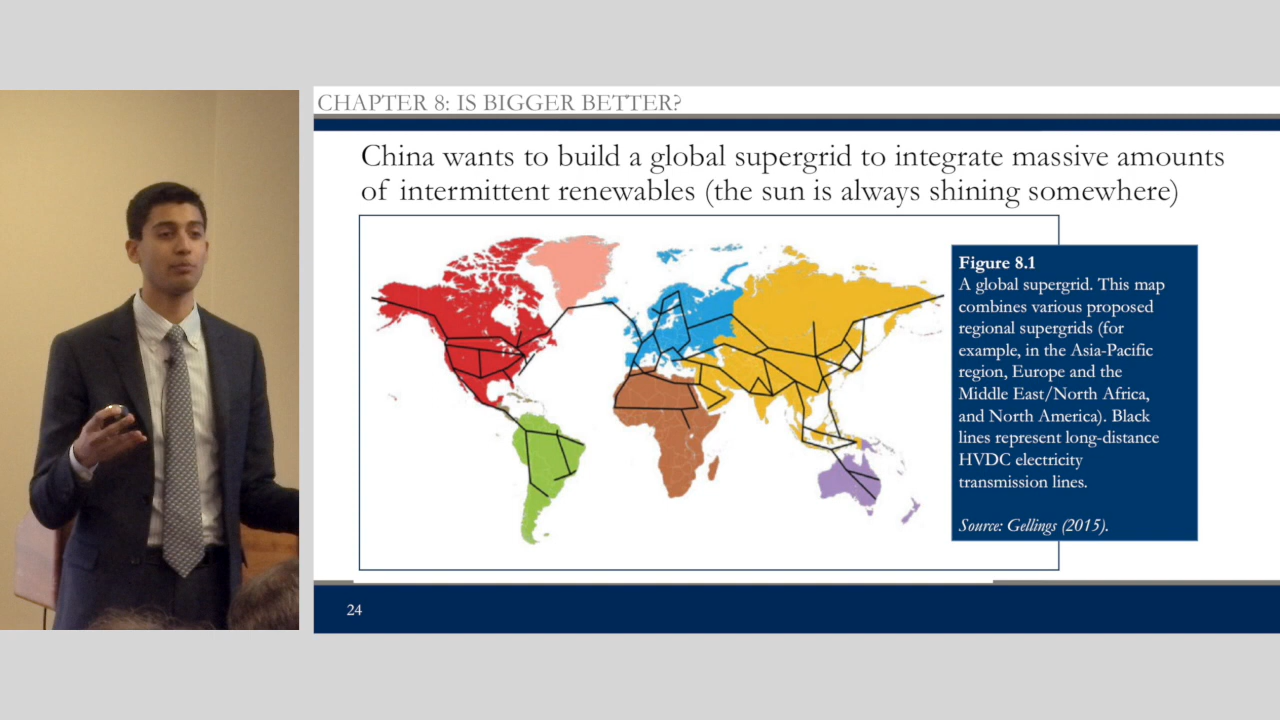 CHAPTER 8: IS BIGGER BETTER?
China wants to build a global supergrid to integrate massive amounts
of intermittent renewables (the sun is always shining somewhere)
Figure 8.1
A global supergrid. This map
combines various proposed
regional supergrids (for
example, in the Asia-Pacific
region, Europe and the
Middle East/North Africa,
and North America). Black
lines represent long-distance
HVDC electricity
transmission lines.
Source: Gellings (2015).
24